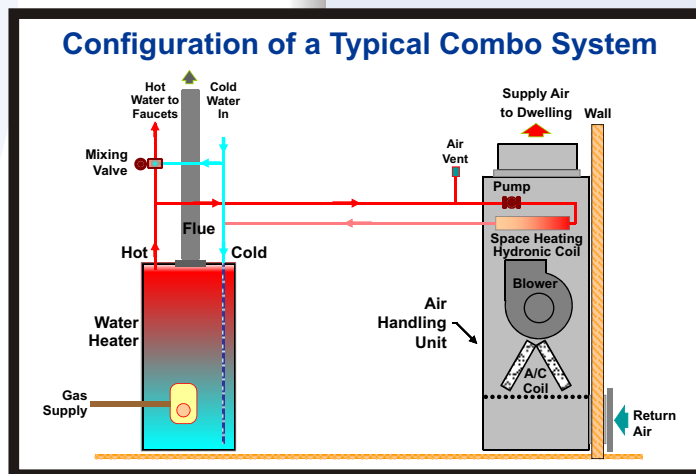 Configuration of a Typical Combo System
Hot
Water to
Faucets
Cold
Water
In
Supply Air
to Dwelling
Wall
Mixing
Valve
Air
Vent
Pump
Flue
Hot
Cold
Space Heating
Hydronic Coil
Blower
Water
Heater
Air
Handling
Unit
A/C
Coil
Gas
Supply
Return
Air